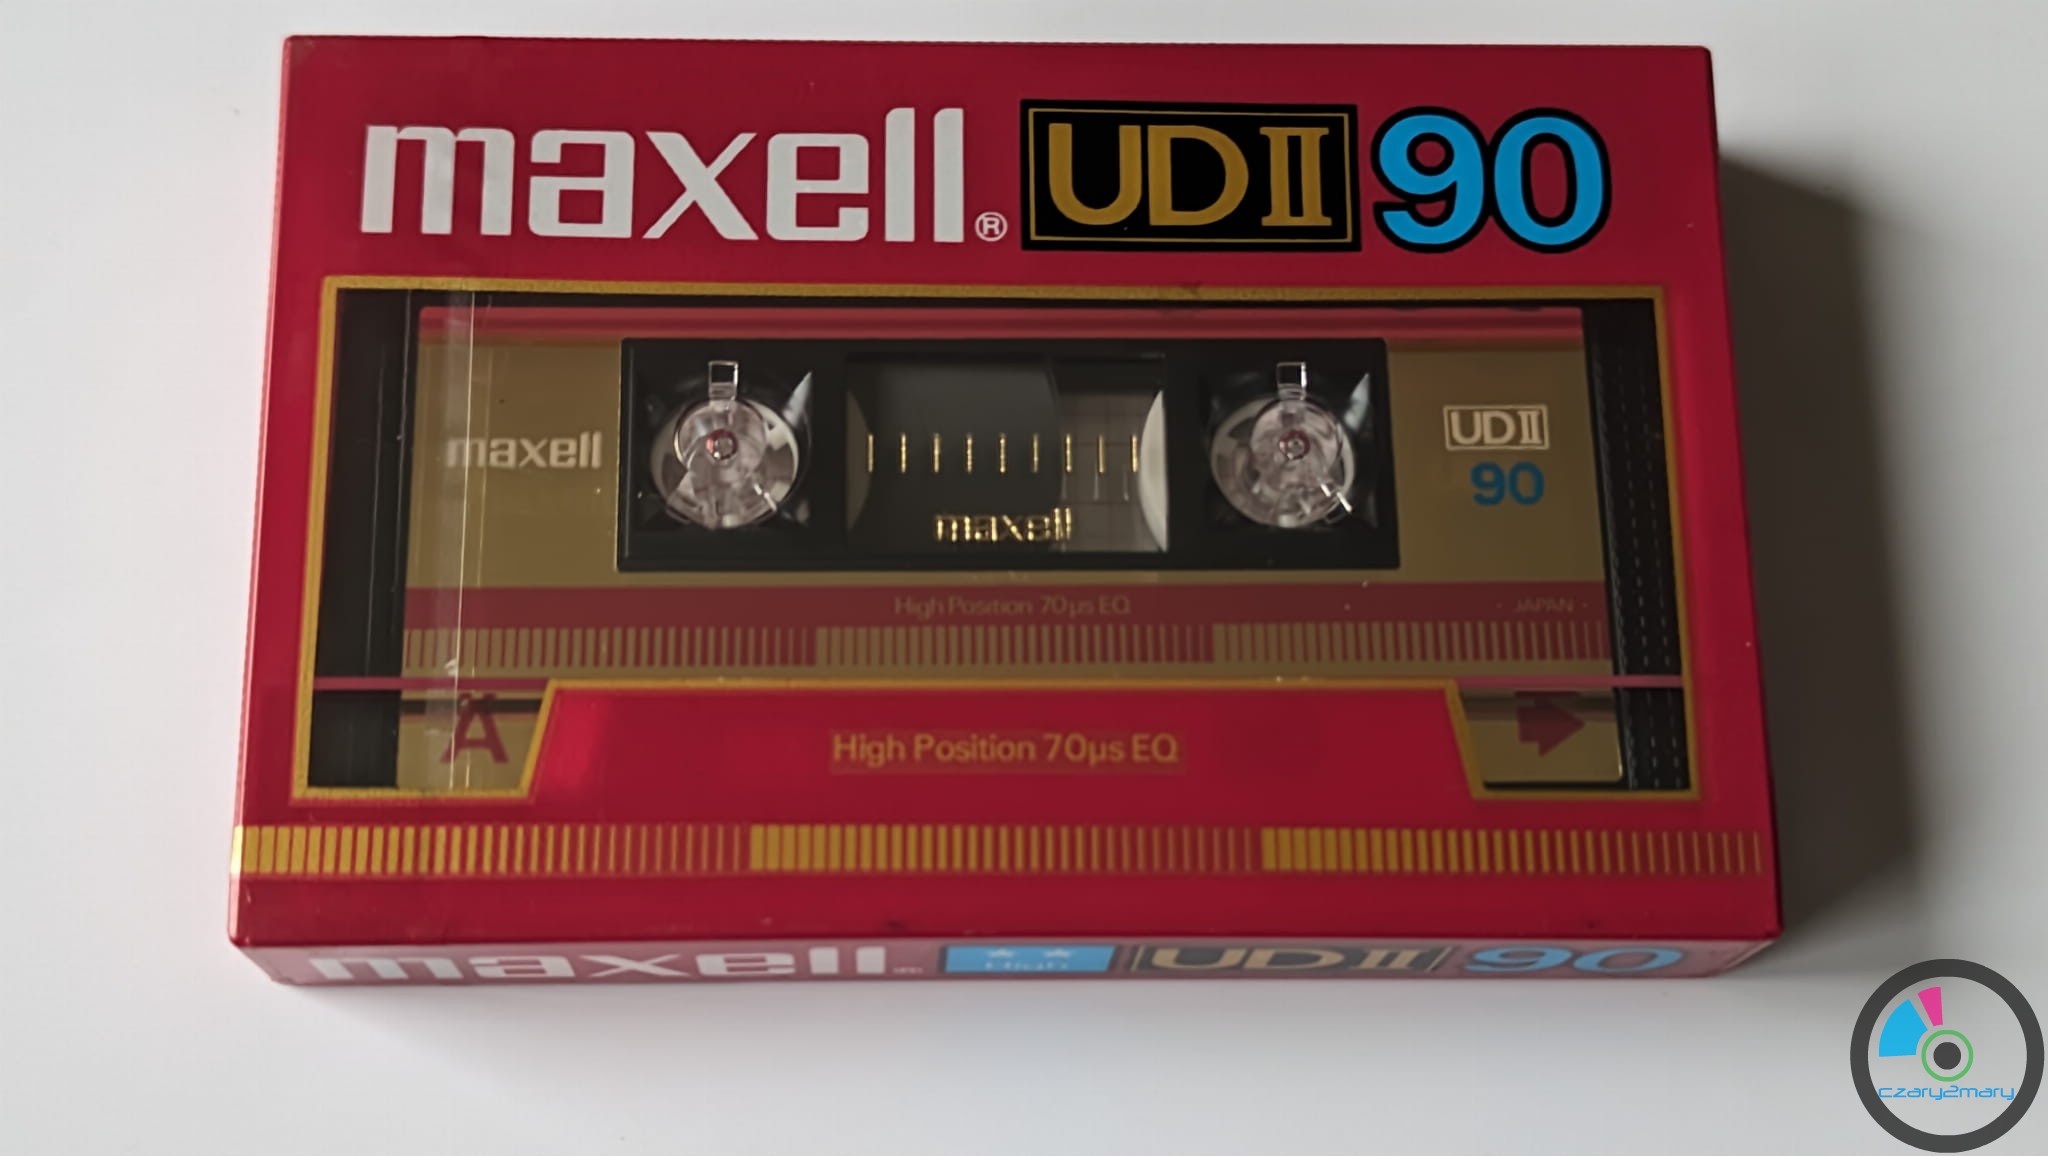 maxell® UDII 90
maxell
UDII
90
maxell
High Position 70µs EQ
- JAPAN -
A
High Position 70µs EQ
maxell® High UDII 90
czary2mary